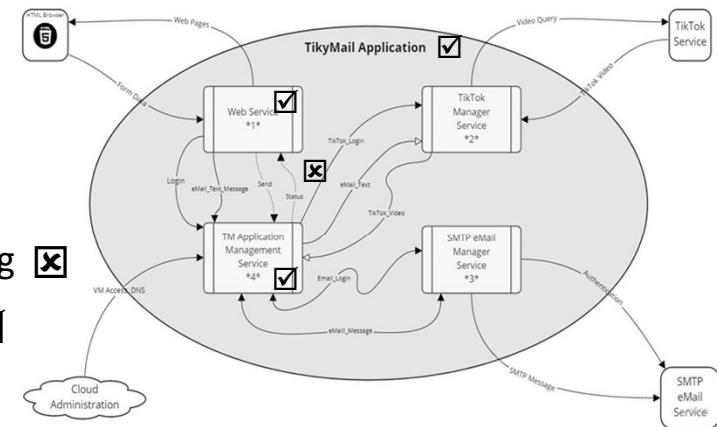 HTML Browser
5
Web Pages
Form Data
TikyMail Application
Video Query
TikTok
Service
TikTok Video
Web Service
*1*
TikTok
Manager
Service
*2*
TikTok_Login
eMail_Text
TikTok_Video
Login
eMail_Text_Message
Send
Status
TM Application
Management
Service
*4*
SMTP eMail
Manager
Service
*3*
Email_Login
eMail_Message
g
VM Access_DNS
Authentication
SMTP Message
Cloud
Administration
SMTP
eMail
Service